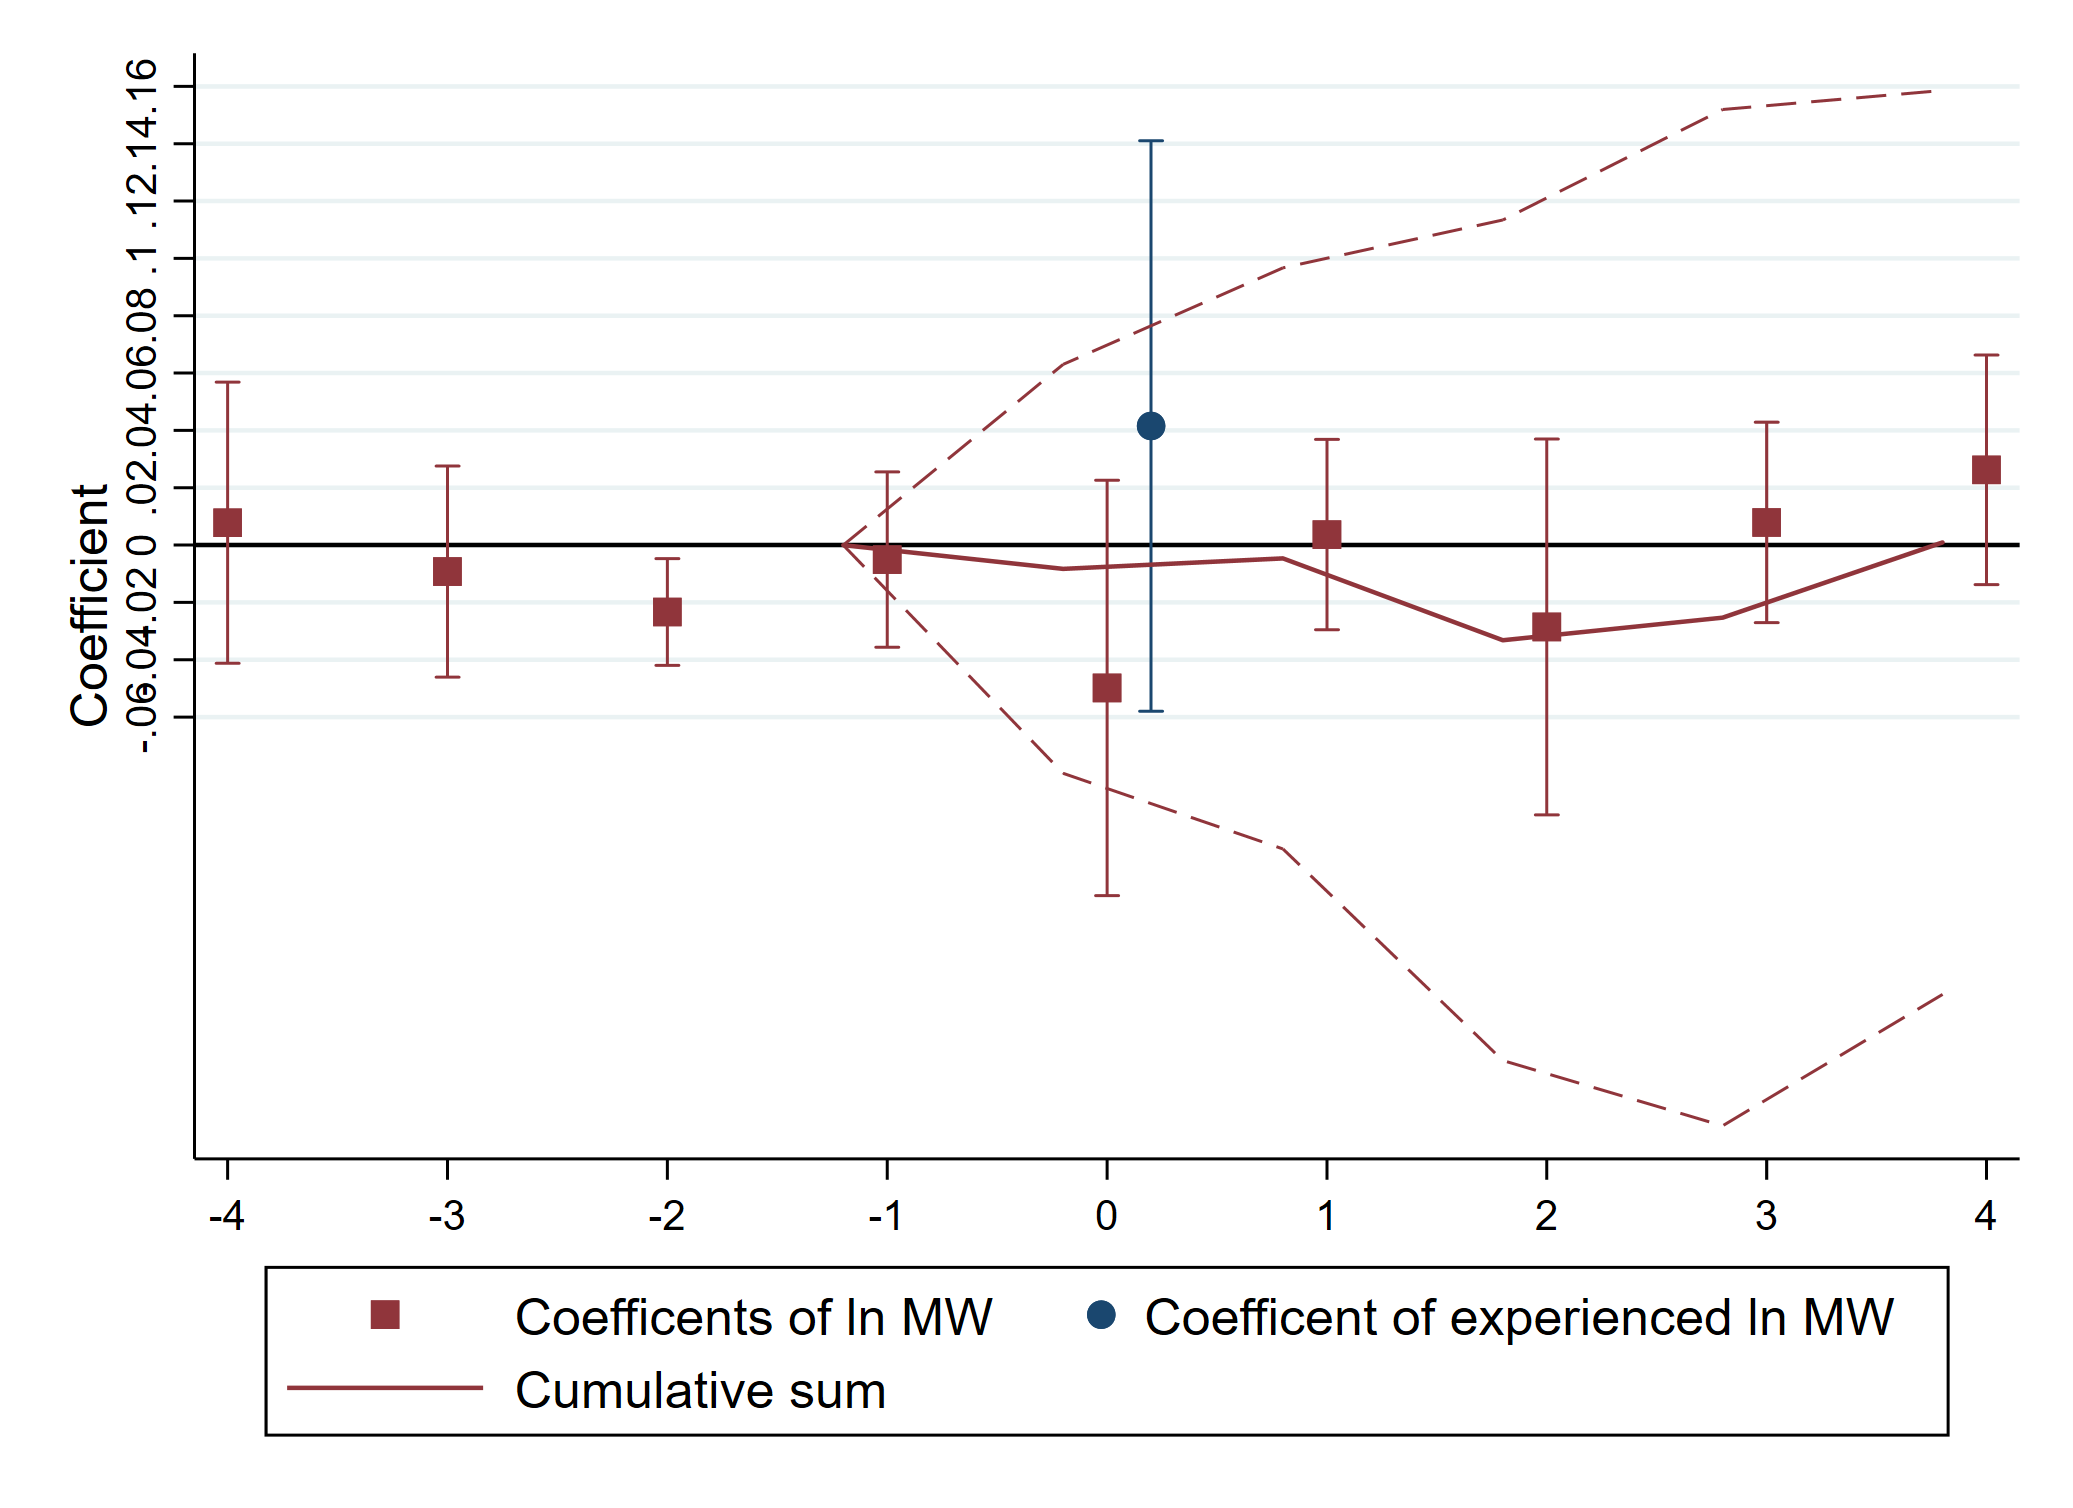 Coefficient
.16
.14
.12
.1
.08
.06
.04
.02
0
-.02
-.04
-.06
-4 -3 -2 -1 0 1 2 3 4
Coefficents of ln MW
Coefficent of experienced ln MW
Cumulative sum